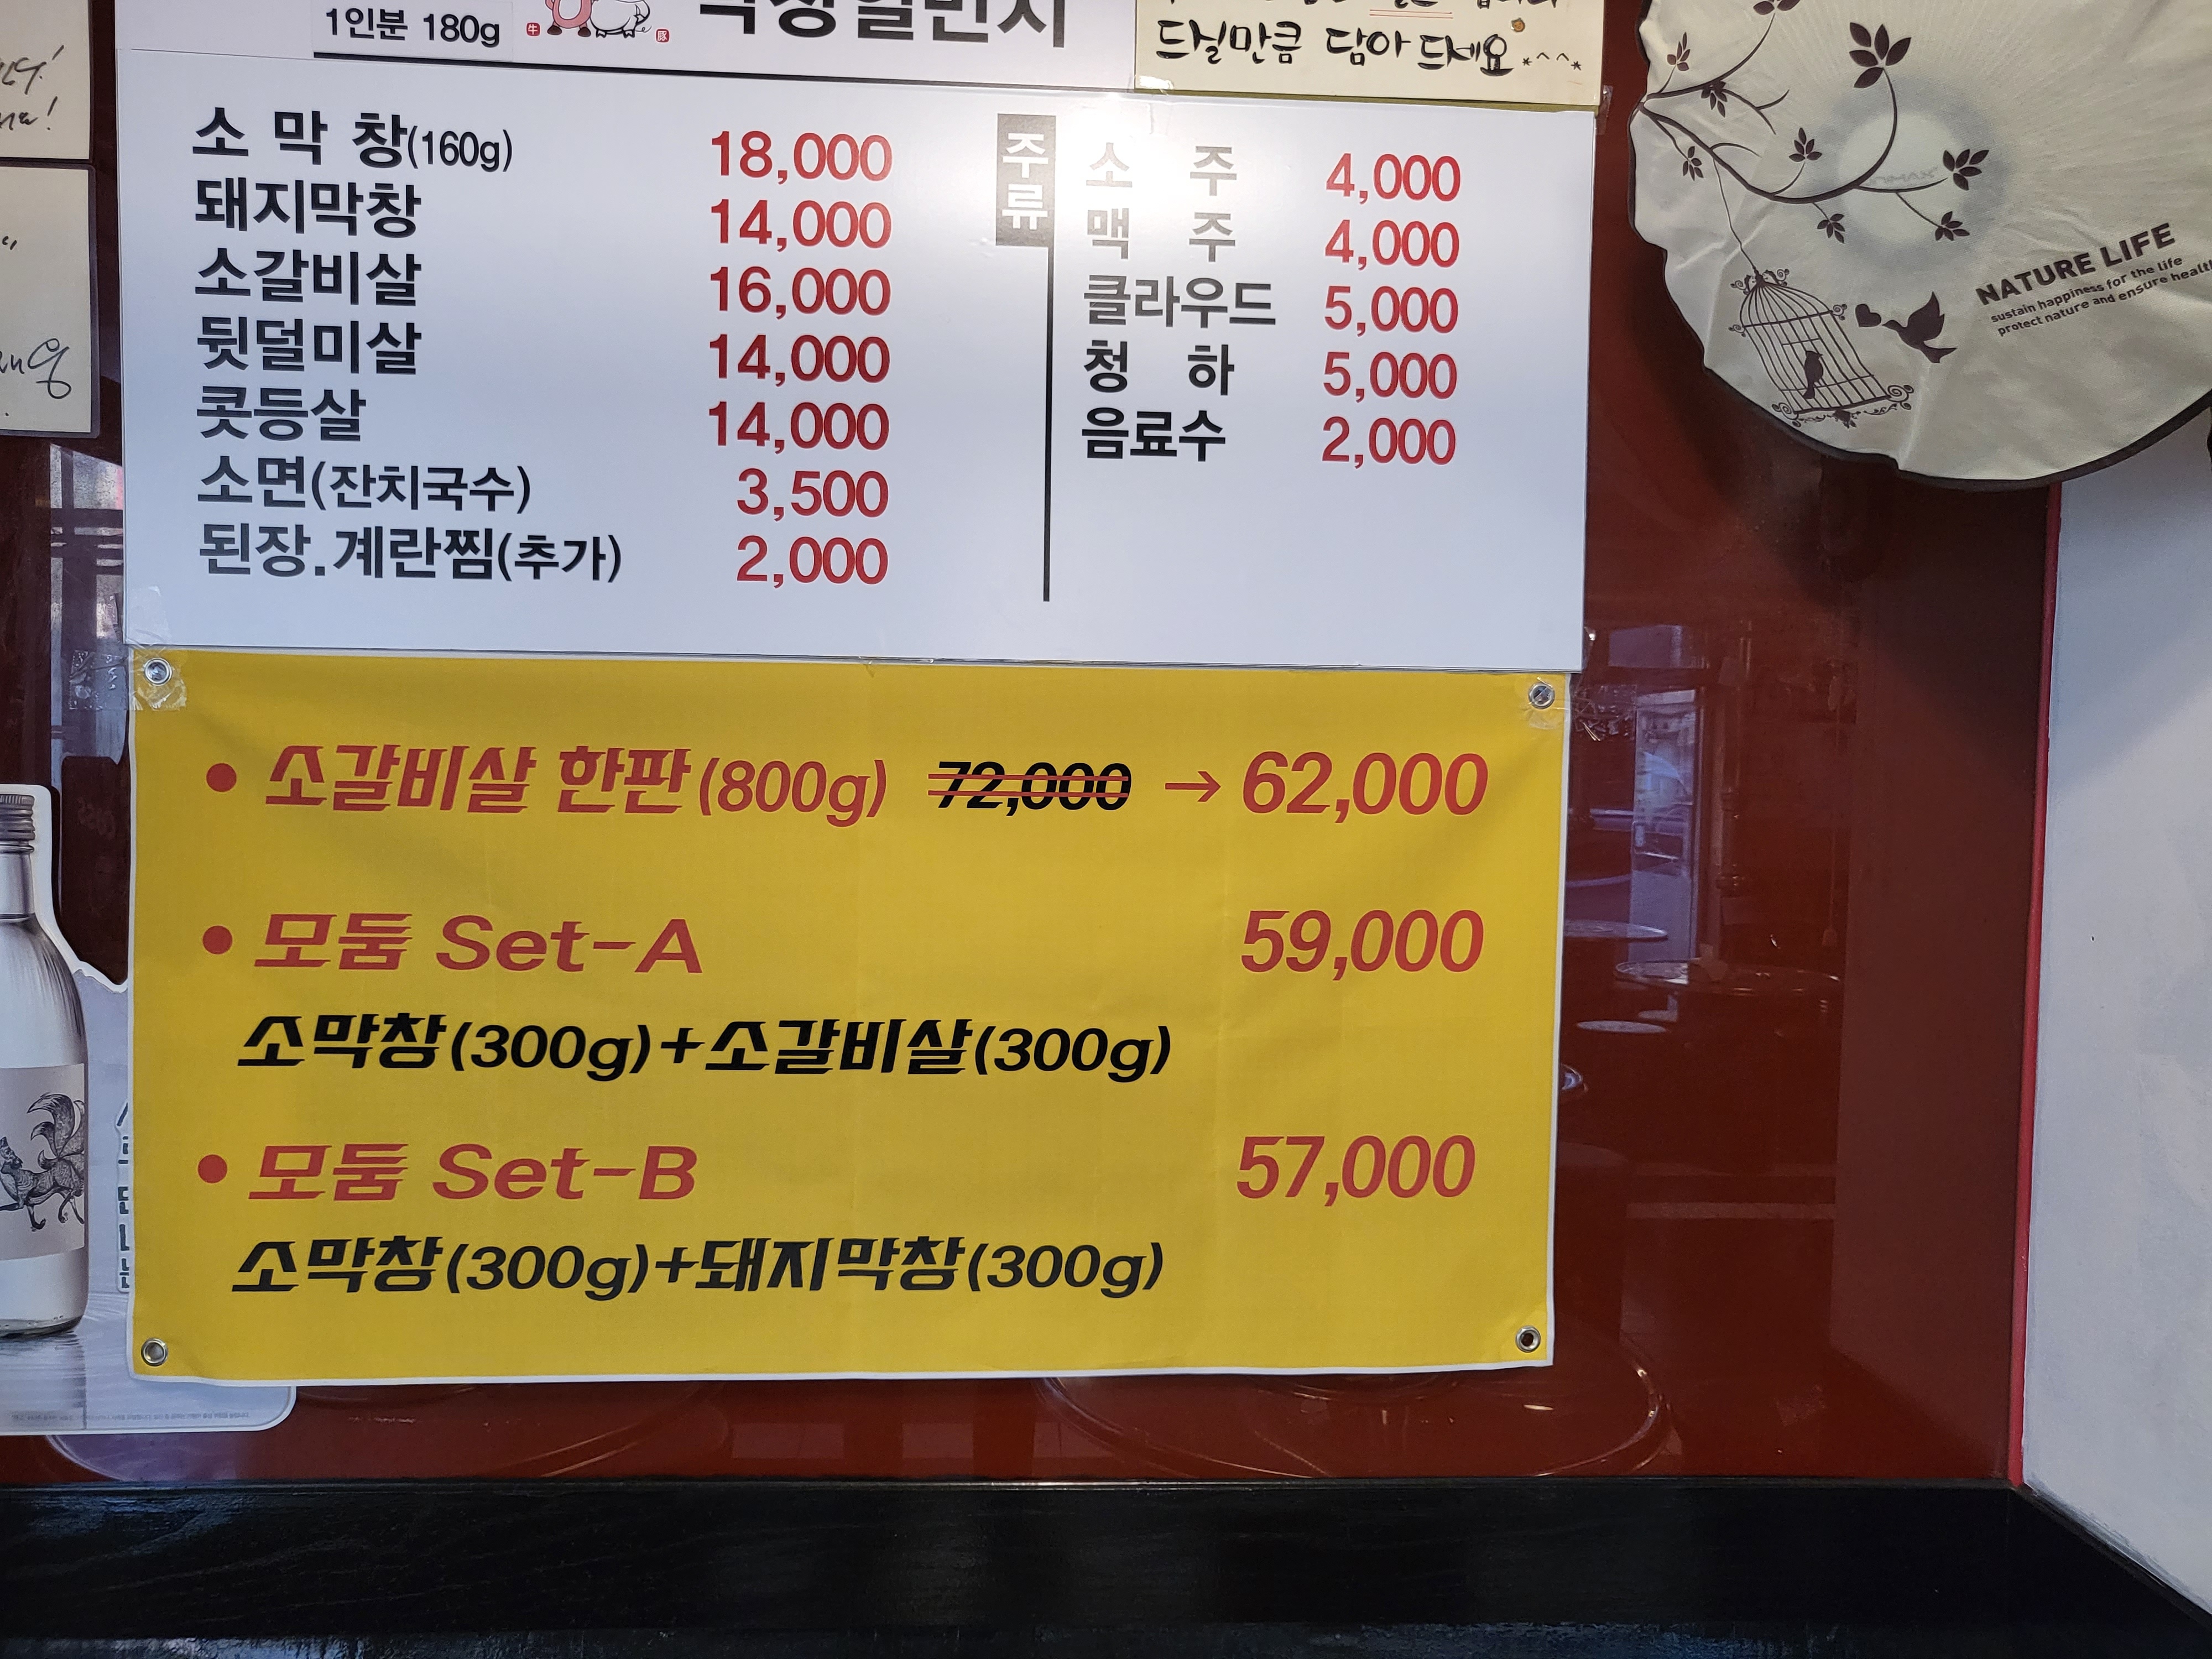 1인분 180g
드실만큼 담아 드세요.*^^*
소 막 창(160g) 18,000
돼지막창 14,000
소갈비살 16,000
뒷덜미살 14,000
콧등살 14,000
소면(잔치국수) 3,500
된장.계란찜(추가) 2,000
주류
소 주 4,000
맥 주 4,000
클라우드 5,000
청 하 5,000
음료수 2,000
NATURE LIFE
sustain happiness for the life
protect nature and ensure
• 소갈비살 한판(800g) 72,000 → 62,000
• 모둠 Set-A 59,000
소막창(300g)+소갈비살(300g)
• 모둠 Set-B 57,000
소막창(300g)+돼지막창(300g)